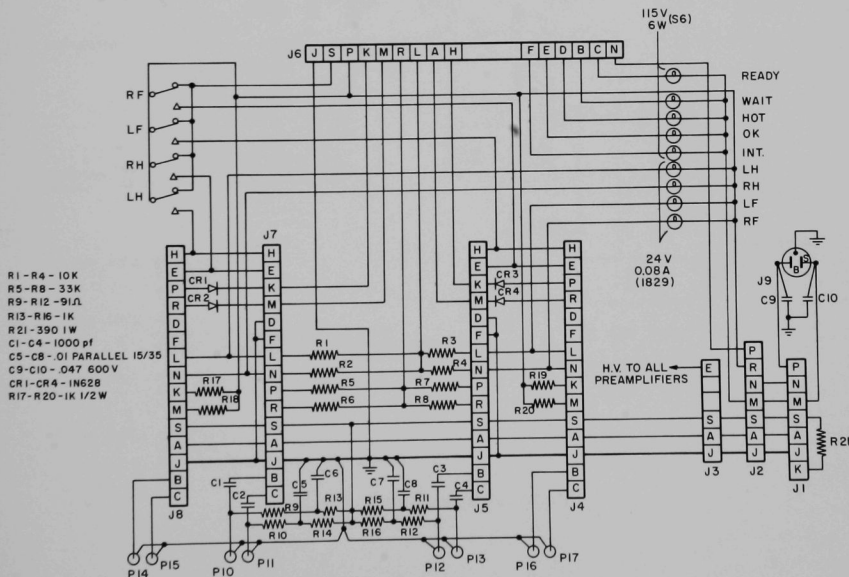 115V
6W (S6)
J6 J S P K M R L A H F E D B C N
READY
WAIT
HOT
OK
INT.
LH
RH
LF
RF
RF
LF
RH
LH
24V
0.08A
(1829)
J7
H E K M D F L N P R S A J B C
H E P R D F L N K M S A J B C
J8
CR1
CR2
R17
R18
R1-R4-10K
R5-R8-33K
R9-R12-91Ω
R13-R16-1K
R21-390 1W
C1-C4-1000 pf
C5-C8-.01 PARALLEL 15/35
C9-C10-.047 600V
CR1-CR4-1N628
R17-R20-1K 1/2W
R1
R2
R5
R6
R3
R4
R7
R8
H E K M D F L N P R S A J B C
J5
CR3
CR4
H E P R D F L N K M S A J B C
J4
R19
R20
H.V. TO ALL
PREAMPLIFIERS
E S A J
J3
P R N M S A J
J2
P N M S A J K
J1
R21
J9
B S
C9
C10
C1
C2
C5
C6
C7
C8
C3
C4
R9
R13
R15
R11
R10
R14
R16
R12
P14
P15
P10
P11
P12
P13
P16
P17